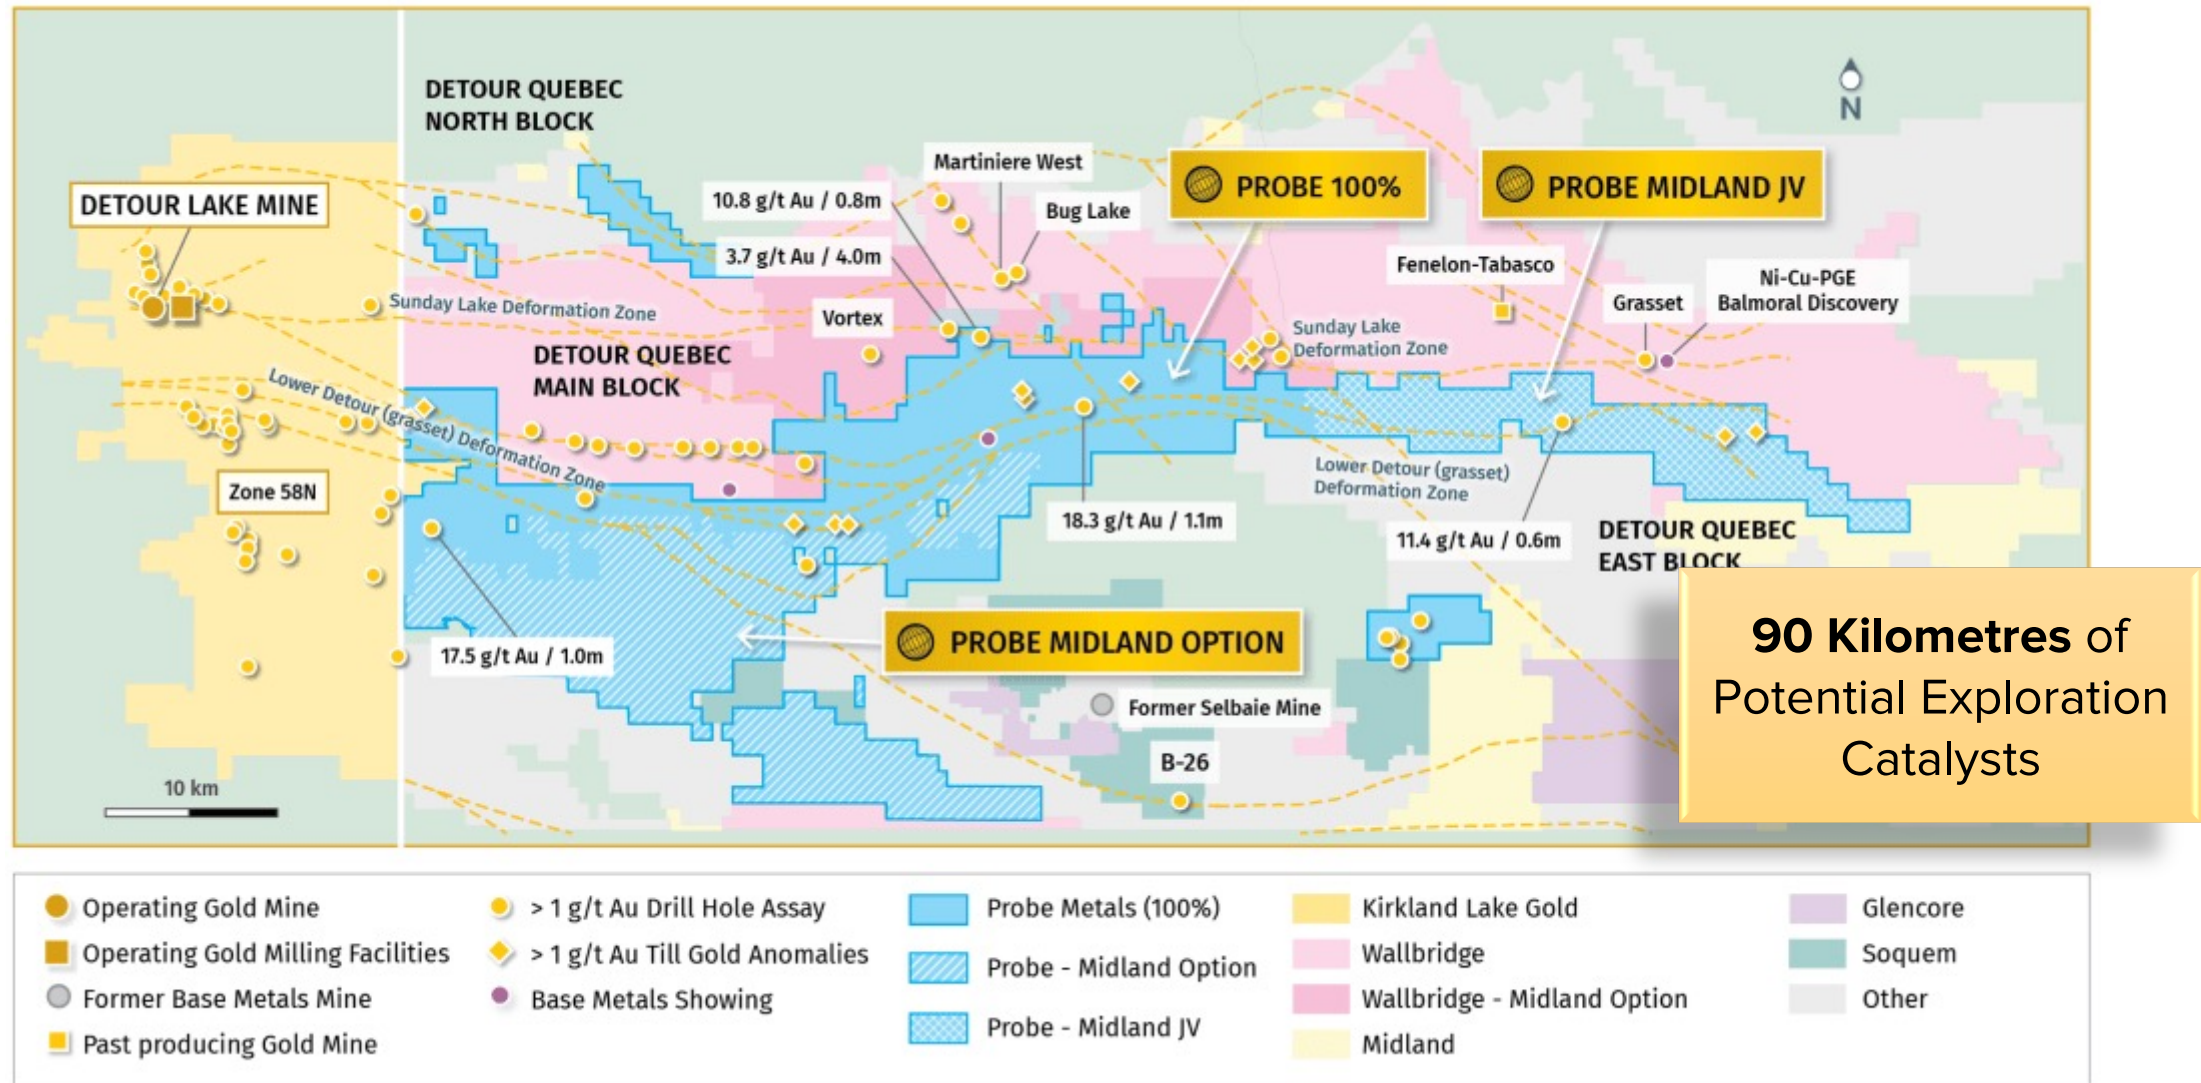 DETOUR QUEBEC
NORTH BLOCK
N
Martiniere West
PROBE 100%
PROBE MIDLAND JV
DETOUR LAKE MINE
10.8 g/t Au / 0.8m
Bug Lake
3.7 g/t Au / 4.0m
Fenelon-Tabasco
Ni-Cu-PGE
Balmoral Discovery
Grasset
Sunday Lake Deformation Zone
Vortex
Sunday Lake
Deformation Zone
DETOUR QUEBEC
MAIN BLOCK
Lower Detour (grasset) Deformation Zone
Lower Detour (grasset)
Deformation Zone
Zone 58N
18.3 g/t Au / 1.1m
11.4 g/t Au / 0.6m
DETOUR QUEBEC
EAST BLOCK
PROBE MIDLAND OPTION
17.5 g/t Au / 1.0m
90 Kilometres of
Potential Exploration
Catalysts
Former Selbaie Mine
B-26
10 km
Operating Gold Mine
Operating Gold Milling Facilities
Former Base Metals Mine
Past producing Gold Mine
> 1 g/t Au Drill Hole Assay
> 1 g/t Au Till Gold Anomalies
Base Metals Showing
Probe Metals (100%)
Probe - Midland Option
Probe - Midland JV
Kirkland Lake Gold
Wallbridge
Wallbridge - Midland Option
Midland
Glencore
Soquem
Other